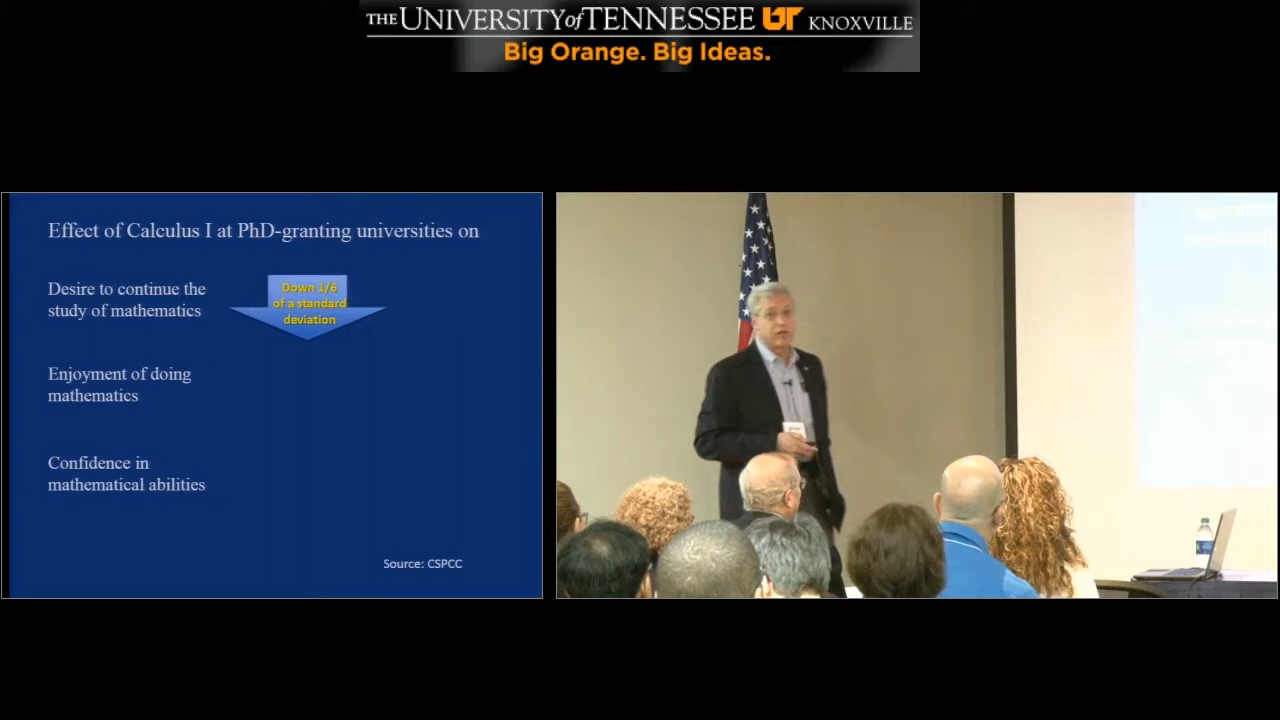 THE UNIVERSITY of TENNESSEE UT KNOXVILLE
Big Orange. Big Ideas.
Effect of Calculus I at PhD-granting universities on
Desire to continue the
study of mathematics
Down 1/6
of a standard
deviation
Enjoyment of doing
mathematics
Confidence in
mathematical abilities
Source: CSPCC